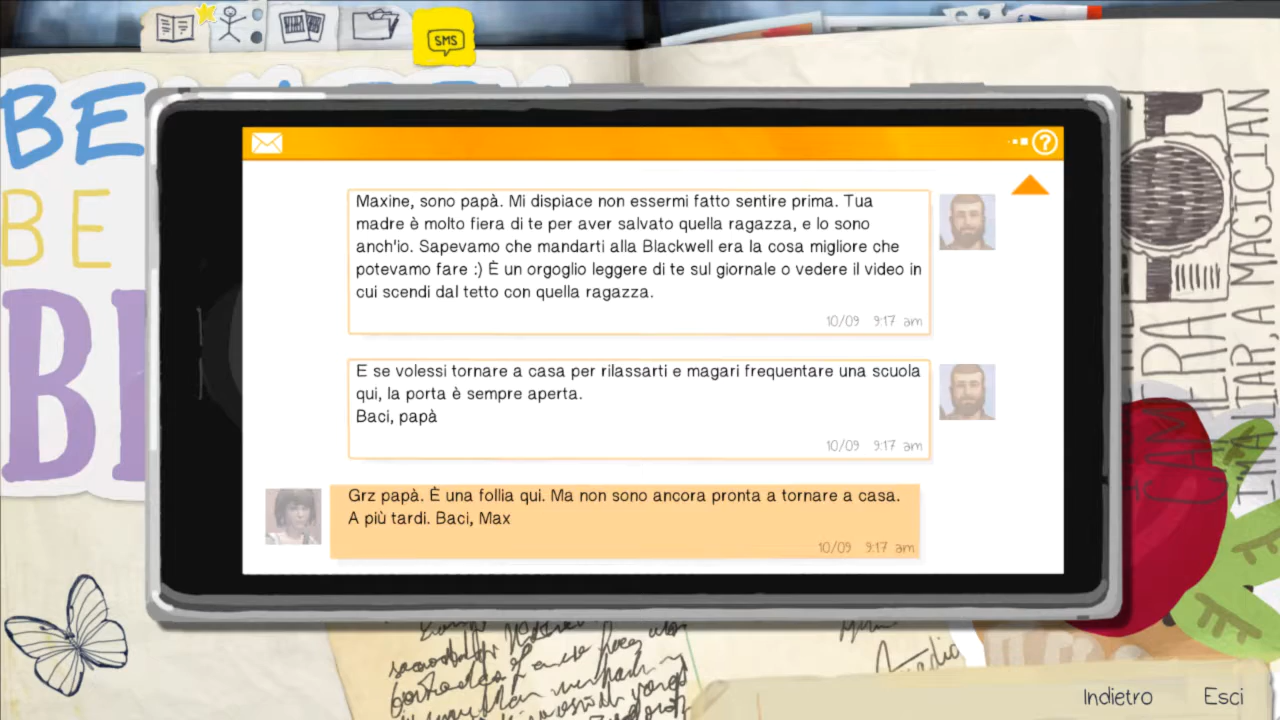 SMS
BE
BE
Maxine, sono papà. Mi dispiace non essermi fatto sentire prima. Tua
madre è molto fiera di te per aver salvato quella ragazza, e lo sono
anch'io. Sapevamo che mandarti alla Blackwell era la cosa migliore che
potevamo fare :) È un orgoglio leggere di te sul giornale o vedere il video in
cui scendi dal tetto con quella ragazza.
10/09 9:17 am
E se volessi tornare a casa per rilassarti e magari frequentare una scuola
qui, la porta è sempre aperta.
Baci, papà
10/09 9:17 am
Grz papà. È una follia qui. Ma non sono ancora pronta a tornare a casa.
A più tardi. Baci, Max
10/09 9:17 am
Indietro Esci